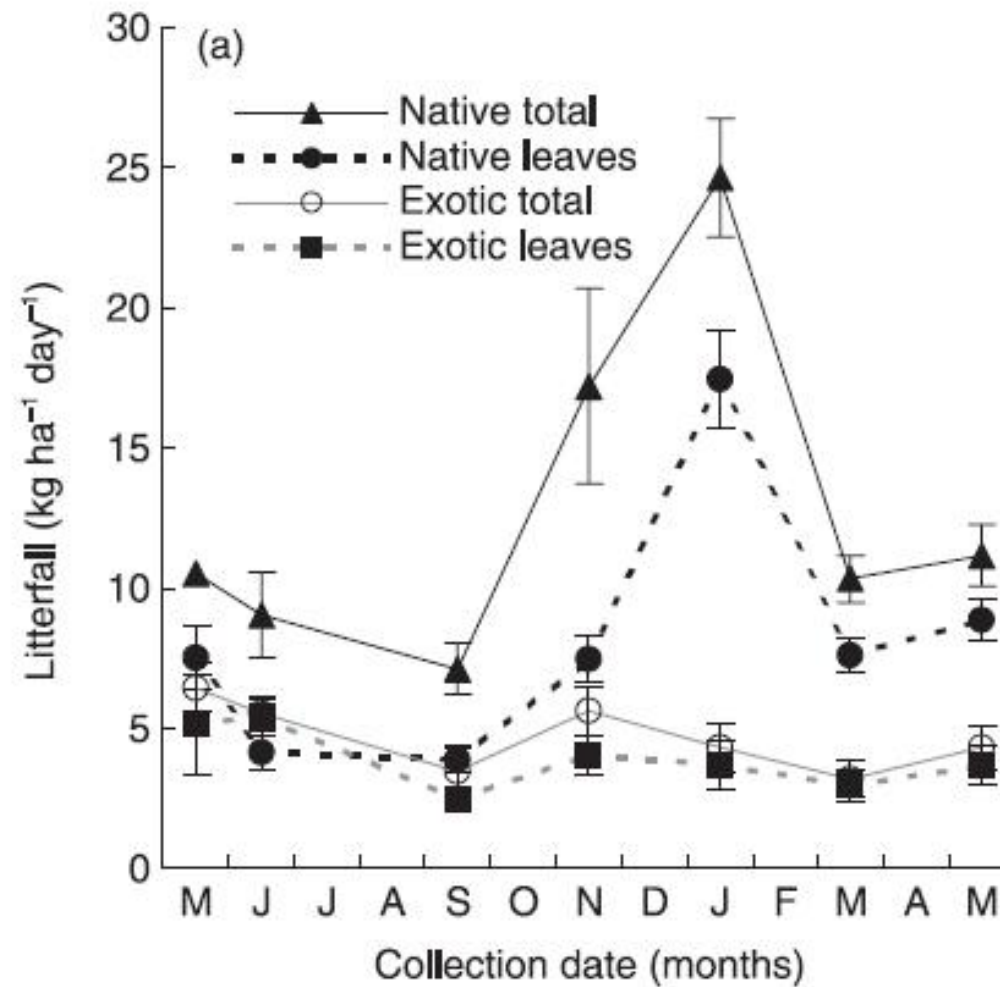 (a)
Native total
Native leaves
Exotic total
Exotic leaves
30
25
20
15
10
5
0
Litterfall (kg ha⁻¹ day⁻¹)
M J J A S O N D J F M A M
Collection date (months)